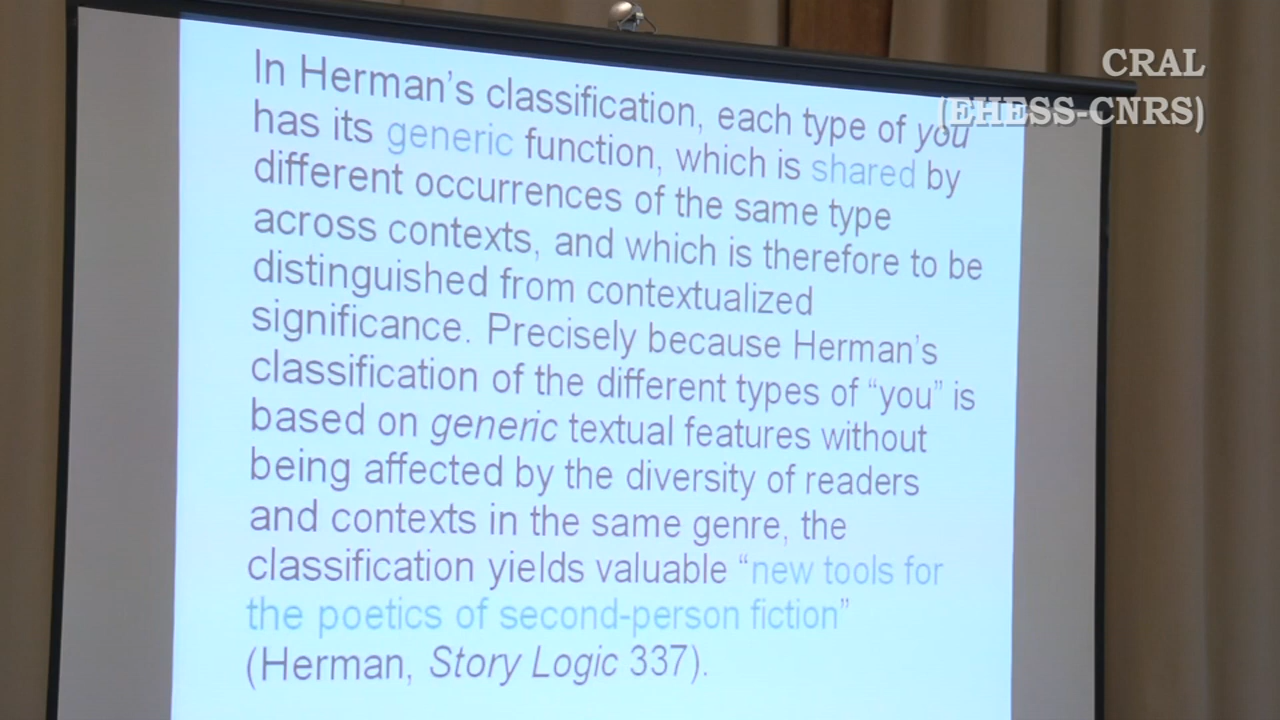 CRAL
(EHESS-CNRS)
In Herman's classification, each type of you
has its generic function, which is shared by
different occurrences of the same type
across contexts, and which is therefore to be
distinguished from contextualized
significance. Precisely because Herman's
classification of the different types of “you” is
based on generic textual features without
being affected by the diversity of readers
and contexts in the same genre, the
classification yields valuable “new tools for
the poetics of second-person fiction”
(Herman, Story Logic 337).